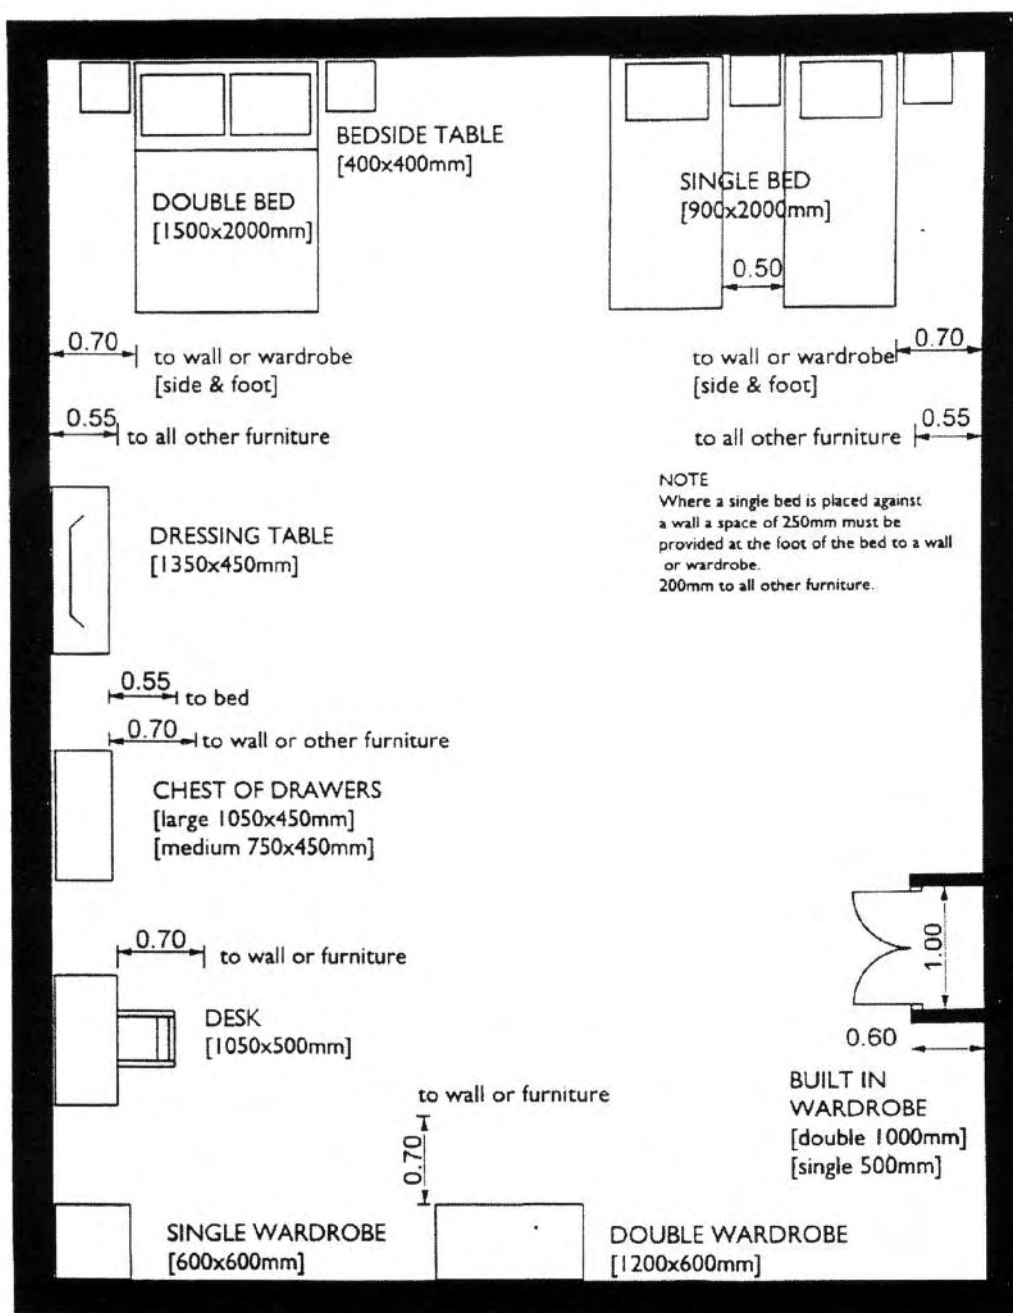 BEDSIDE TABLE
[400x400mm]
DOUBLE BED
[1500x2000mm]
SINGLE BED
[900x2000mm]
0.50
0.70
to wall or wardrobe
[side & foot]
0.55
to all other furniture
to wall or wardrobe
[side & foot]
0.70
to all other furniture
0.55
NOTE
Where a single bed is placed against
a wall a space of 250mm must be
provided at the foot of the bed to a wall
or wardrobe.
200mm to all other furniture.
DRESSING TABLE
[1350x450mm]
0.55
to bed
0.70
to wall or other furniture
CHEST OF DRAWERS
[large 1050x450mm]
[medium 750x450mm]
0.70
to wall or furniture
DESK
[1050x500mm]
1.00
0.60
BUILT IN
WARDROBE
[double 1000mm]
[single 500mm]
to wall or furniture
0.70
SINGLE WARDROBE
[600x600mm]
DOUBLE WARDROBE
[1200x600mm]